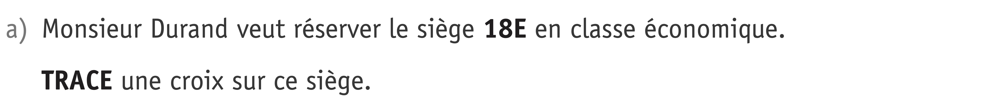 a) Monsieur Durand veut réserver le siège 18E en classe économique.
TRACE une croix sur ce siège.